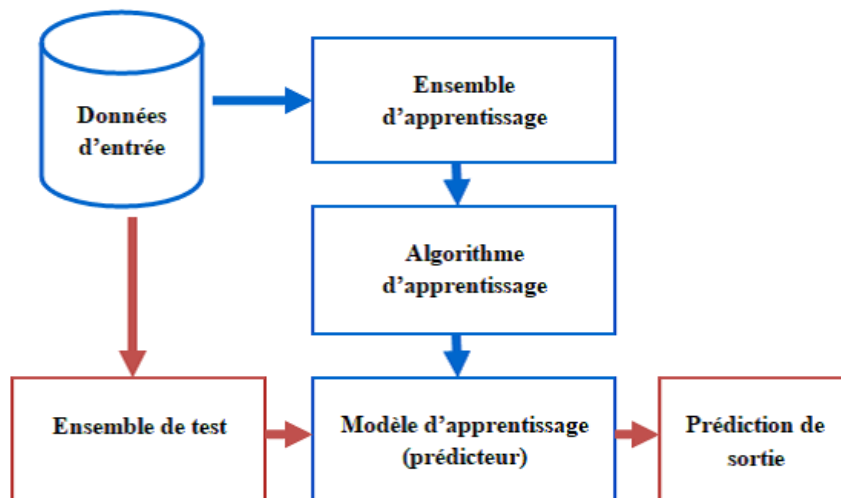 Données
d'entrée
Ensemble
d'apprentissage
Algorithme
d'apprentissage
Ensemble de test
Modèle d'apprentissage
(prédicteur)
Prédiction de
sortie